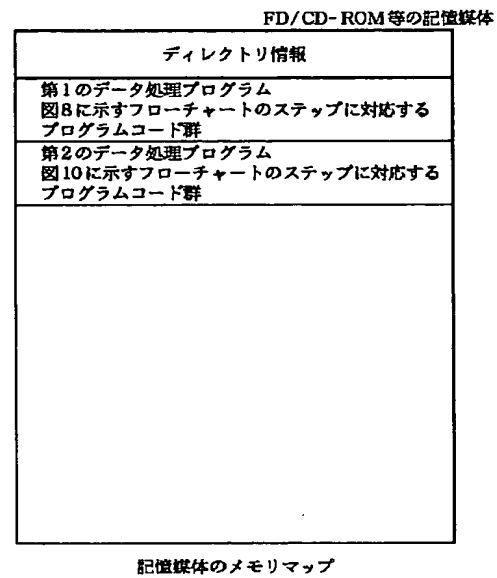 FD/CD-ROM等の記憶媒体
ディレクトリ情報
第1のデータ処理プログラム
図8に示すフローチャートのステップに対応する
プログラムコード群
第2のデータ処理プログラム
図10に示すフローチャートのステップに対応する
プログラムコード群
記憶媒体のメモリマップ